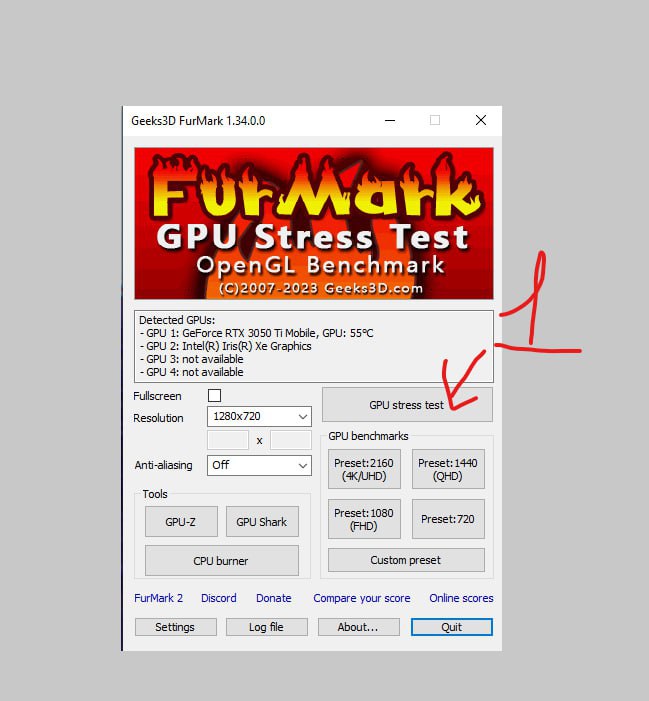 Geeks3D FurMark 1.34.0.0
FurMark
GPU Stress Test
OpenGL Benchmark
(C)2007-2023 Geeks3D.com
Detected GPUs:
- GPU 1: GeForce RTX 3050 Ti Mobile, GPU: 55°C
- GPU 2: Intel(R) Iris(R) Xe Graphics
- GPU 3: not available
- GPU 4: not available
1
Fullscreen
GPU stress test
Resolution
1280x720
x
Anti-aliasing
Off
GPU benchmarks
Preset:2160
(4K/UHD)
Preset:1440
(QHD)
Preset:1080
(FHD)
Preset:720
Custom preset
Tools
GPU-Z
GPU Shark
CPU burner
FurMark 2 Discord Donate Compare your score Online scores
Settings Log file About... Quit